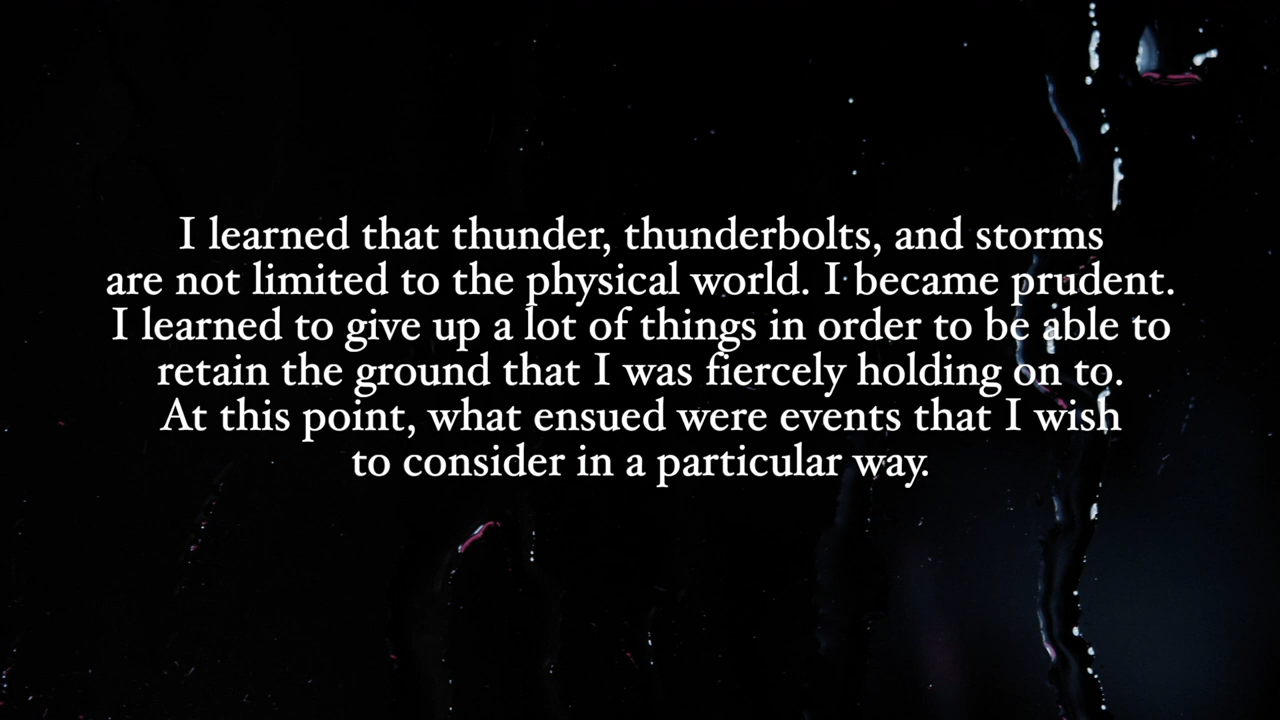 I learned that thunder, thunderbolts, and storms
are not limited to the physical world. I became prudent.
I learned to give up a lot of things in order to be able to
retain the ground that I was fiercely holding on to.
At this point, what ensued were events that I wish
to consider in a particular way.